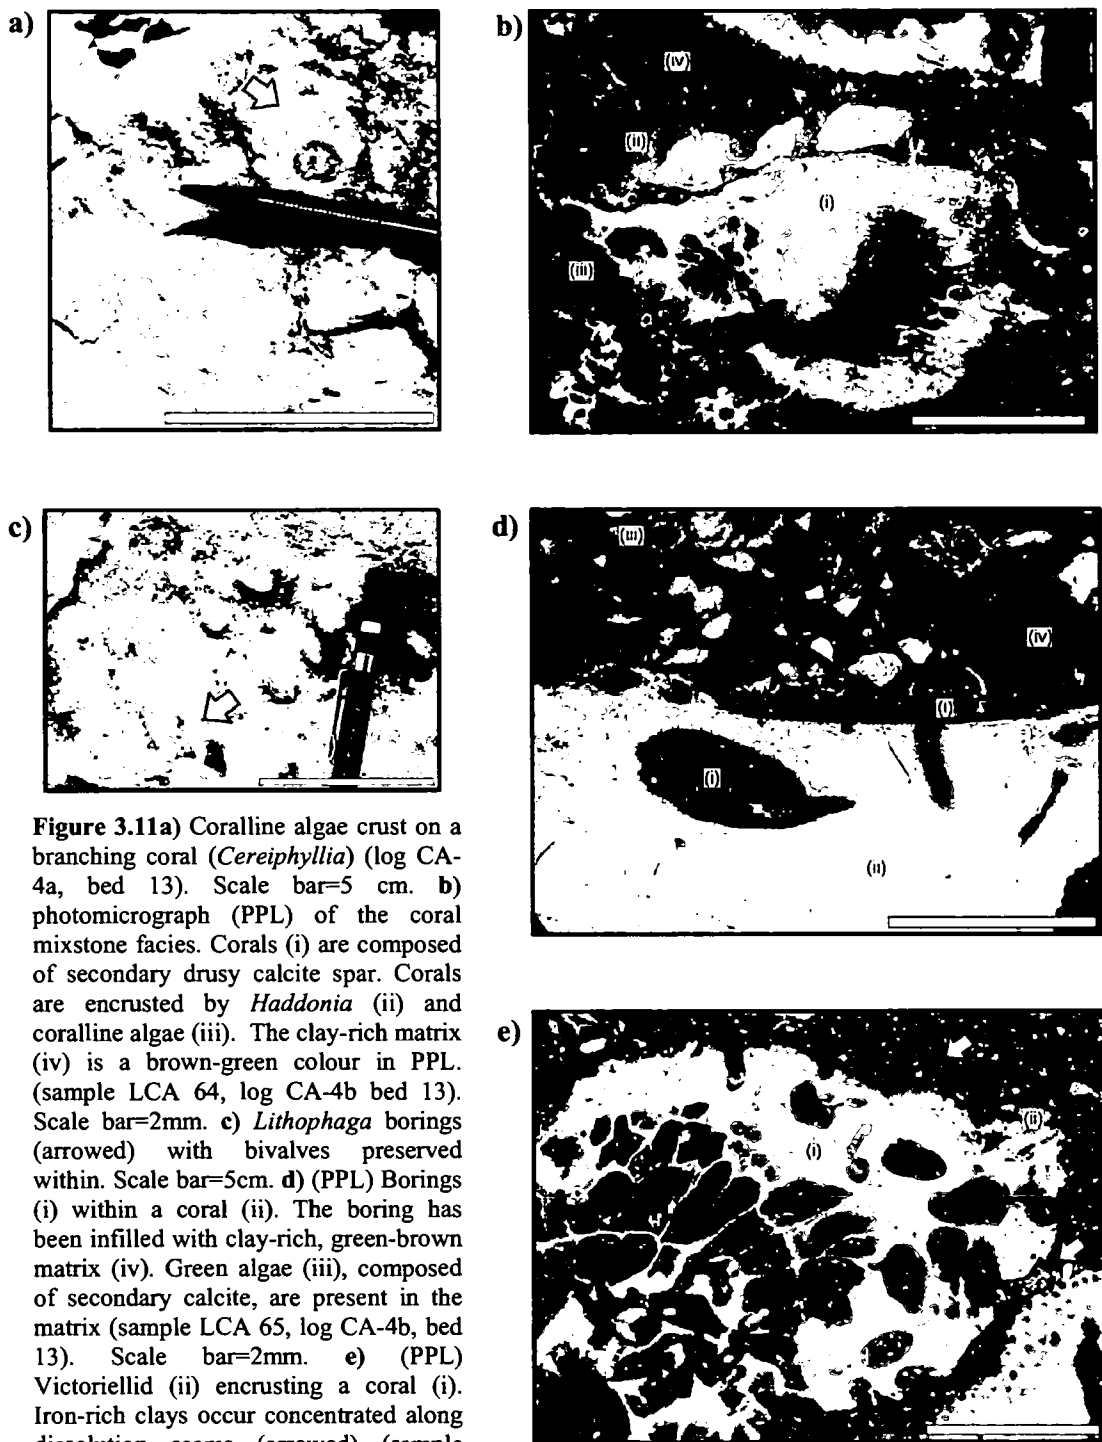 a)
b)
(iv)
(ii)
(i)
(iii)
c)
d)
(iii)
(iv)
(i)
(i)
(ii)
e)
(i)
(ii)
Figure 3.11a) Coralline algae crust on a
branching coral (Cereiphyllia) (log CA-
4a, bed 13). Scale bar=5 cm. b)
photomicrograph (PPL) of the coral
mixstone facies. Corals (i) are composed
of secondary drusy calcite spar. Corals
are encrusted by Haddonia (ii) and
coralline algae (iii). The clay-rich matrix
(iv) is a brown-green colour in PPL.
(sample LCA 64, log CA-4b bed 13).
Scale bar=2mm. c) Lithophaga borings
(arrowed) with bivalves preserved
within. Scale bar=5cm. d) (PPL) Borings
(i) within a coral (ii). The boring has
been infilled with clay-rich, green-brown
matrix (iv). Green algae (iii), composed
of secondary calcite, are present in the
matrix (sample LCA 65, log CA-4b, bed
13). Scale bar=2mm. e) (PPL)
Victoriellid (ii) encrusting a coral (i).
Iron-rich clays occur concentrated along
dissolution seams (arrowed) (sample